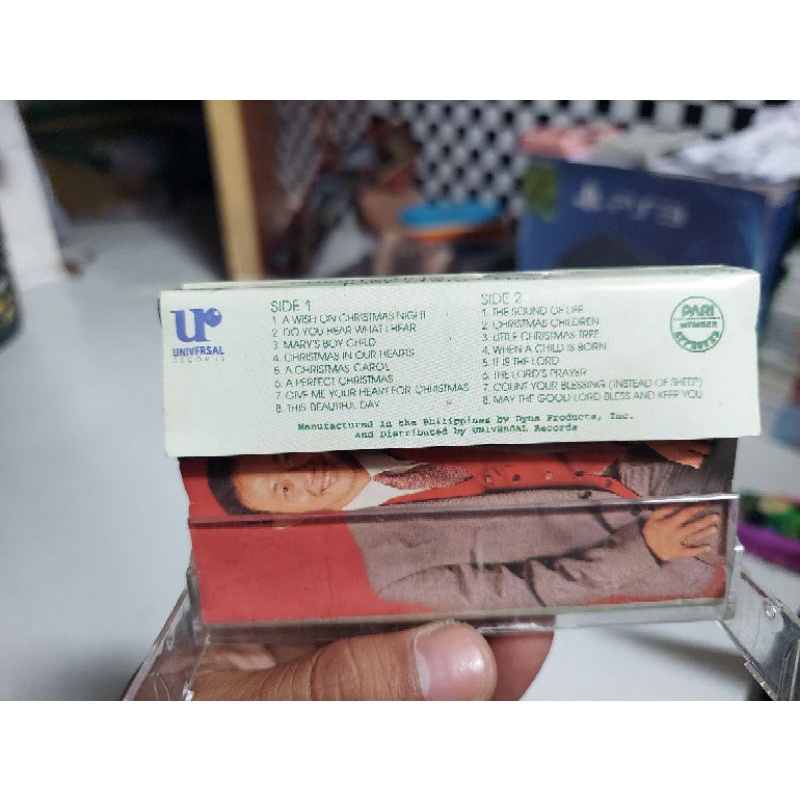 ur
UNIVERSAL
RECORDS
SIDE 1
1. A WISH ON CHRISTMAS NIGHT
2. DO YOU HEAR WHAT I HEAR
3. MARY'S BOY CHILD
4. CHRISTMAS IN OUR HEARTS
5. A CHRISTMAS CAROL
6. A PERFECT CHRISTMAS
7. GIVE ME YOUR HEART FOR CHRISTMAS
8. THIS BEAUTIFUL DAY
SIDE 2
1. THE SOUND OF LIFE
2. CHRISTMAS CHILDREN
3. LITTLE CHRISTMAS TREE
4. WHEN A CHILD IS BORN
5. IT IS THE LORD
6. THE LORD'S PRAYER
7. COUNT YOUR BLESSING (INSTEAD OF SHEEP)
8. MAY THE GOOD LORD BLESS AND KEEP YOU
PARI
MEMBER
APPROVED
Manufactured in the Philippines by Dyna Products, Inc.
and Distributed by UNIVERSAL Records
PS3